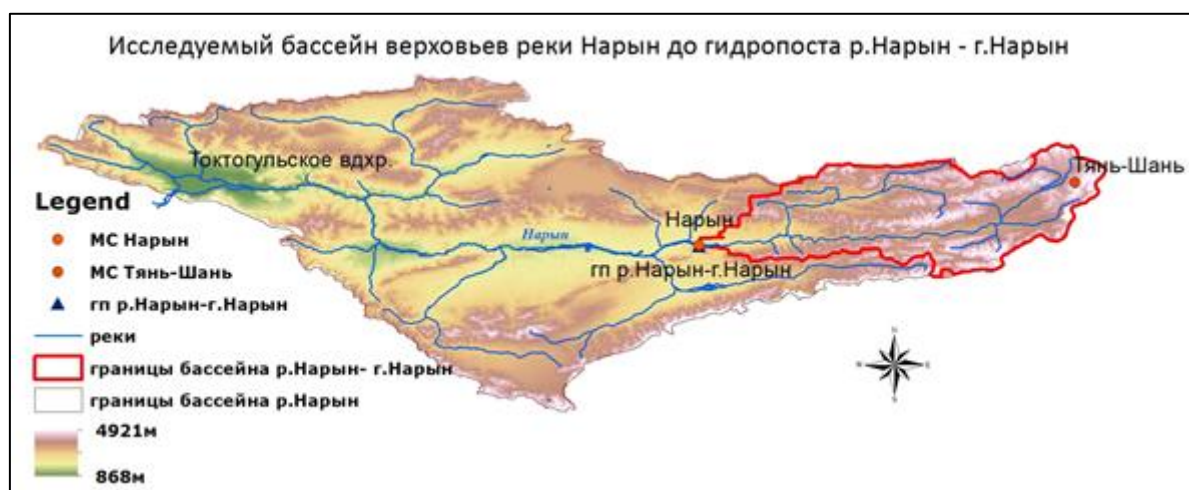 Исследуемый бассейн верховьев реки Нарын до гидропоста р.Нарын - г.Нарын
Токтогульское вдхр.
Тянь-Шань
Legend
Нарын
Нарын
МС Нарын
гп р.Нарын-г.Нарын
МС Тянь-Шань
гп р.Нарын-г.Нарын
реки
границы бассейна р.Нарын- г.Нарын
границы бассейна р.Нарын
4921м
868м
N
W
E
S